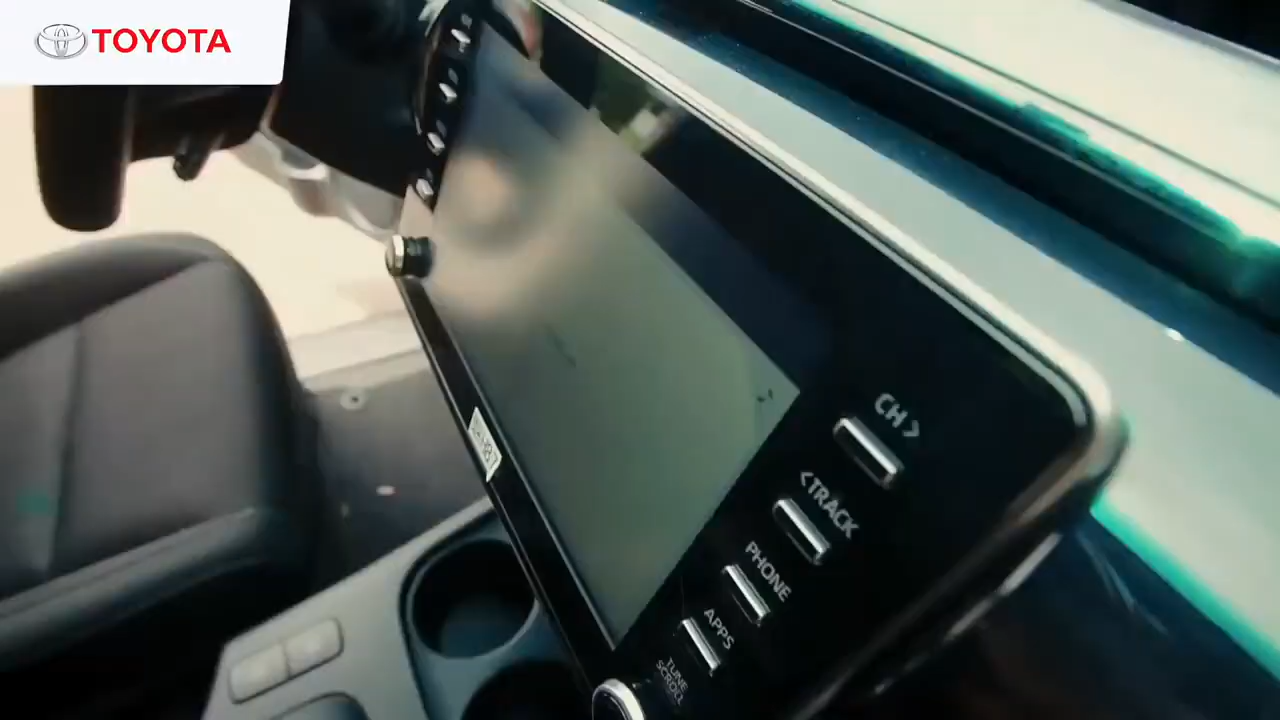 TOYOTA
CH >
< TRACK
PHONE
APPS
TUNE
SCROLL